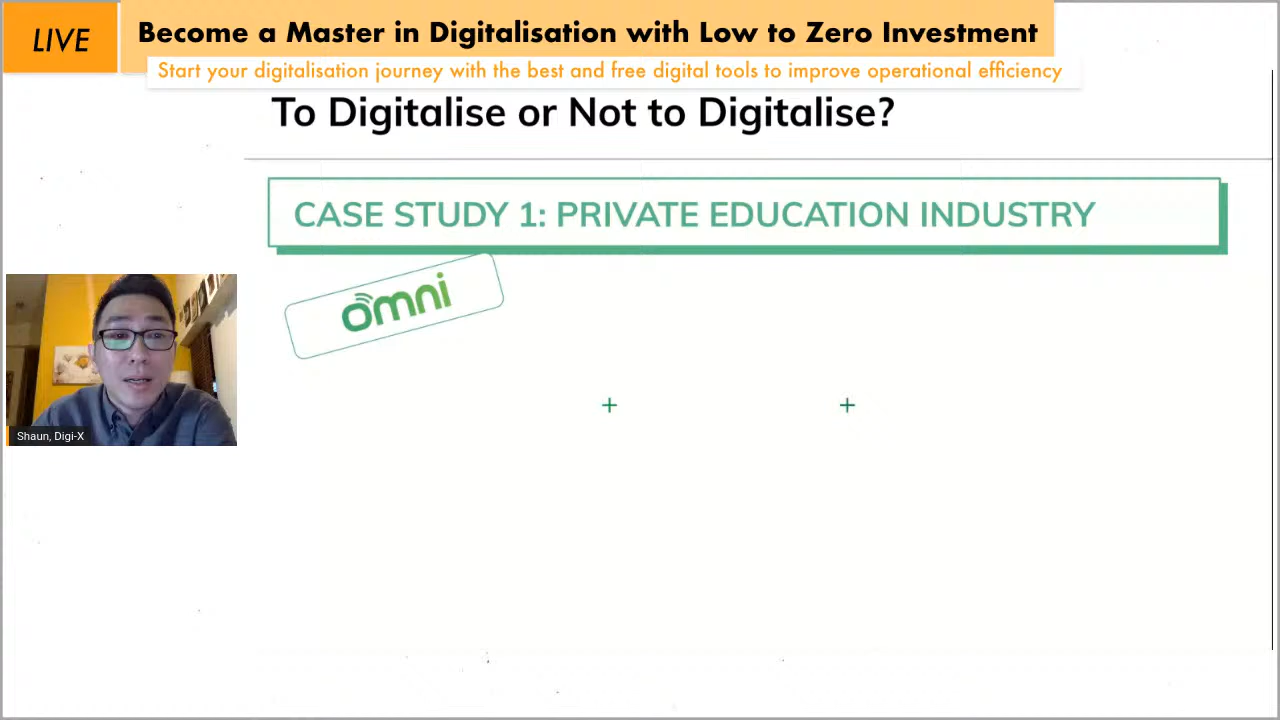 LIVE
Become a Master in Digitalisation with Low to Zero Investment
Start your digitalisation journey with the best and free digital tools to improve operational efficiency
To Digitalise or Not to Digitalise?
CASE STUDY 1: PRIVATE EDUCATION INDUSTRY
omni
+ +
Shaun, Digi-X